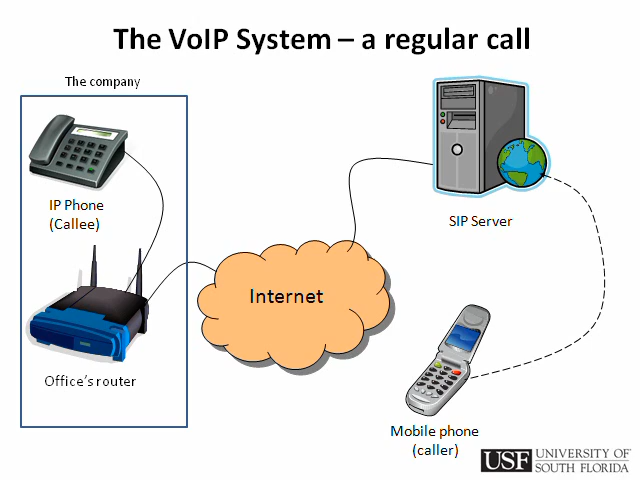 The VoIP System – a regular call
The company
IP Phone
(Callee)
SIP Server
Internet
Office's router
Mobile phone
(caller)
USF UNIVERSITY OF
SOUTH FLORIDA